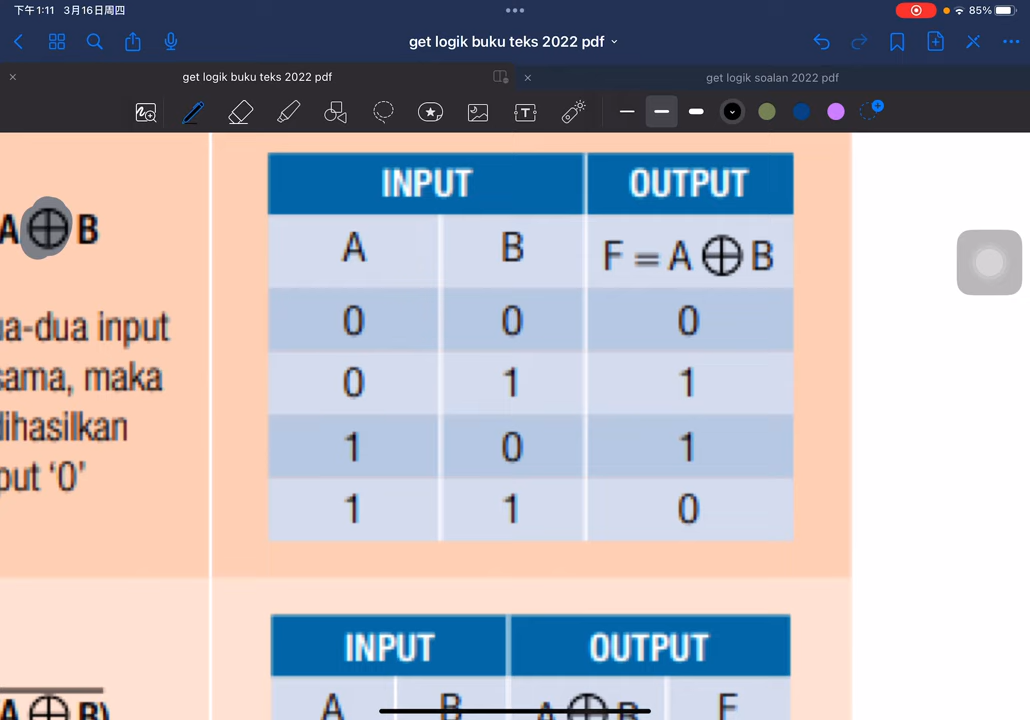 下午1:11 3月16日周四
85%
get logik buku teks 2022 pdf
get logik buku teks 2022 pdf
get logik soalan 2022 pdf
T
A ⊕ B
ua-dua input
sama, maka
lihasilkan
put ‘0’
INPUT OUTPUT
A B F = A ⊕ B
0 0 0
0 1 1
1 0 1
1 1 0
INPUT OUTPUT
A B A ⊕ B F
A ⊕ B)